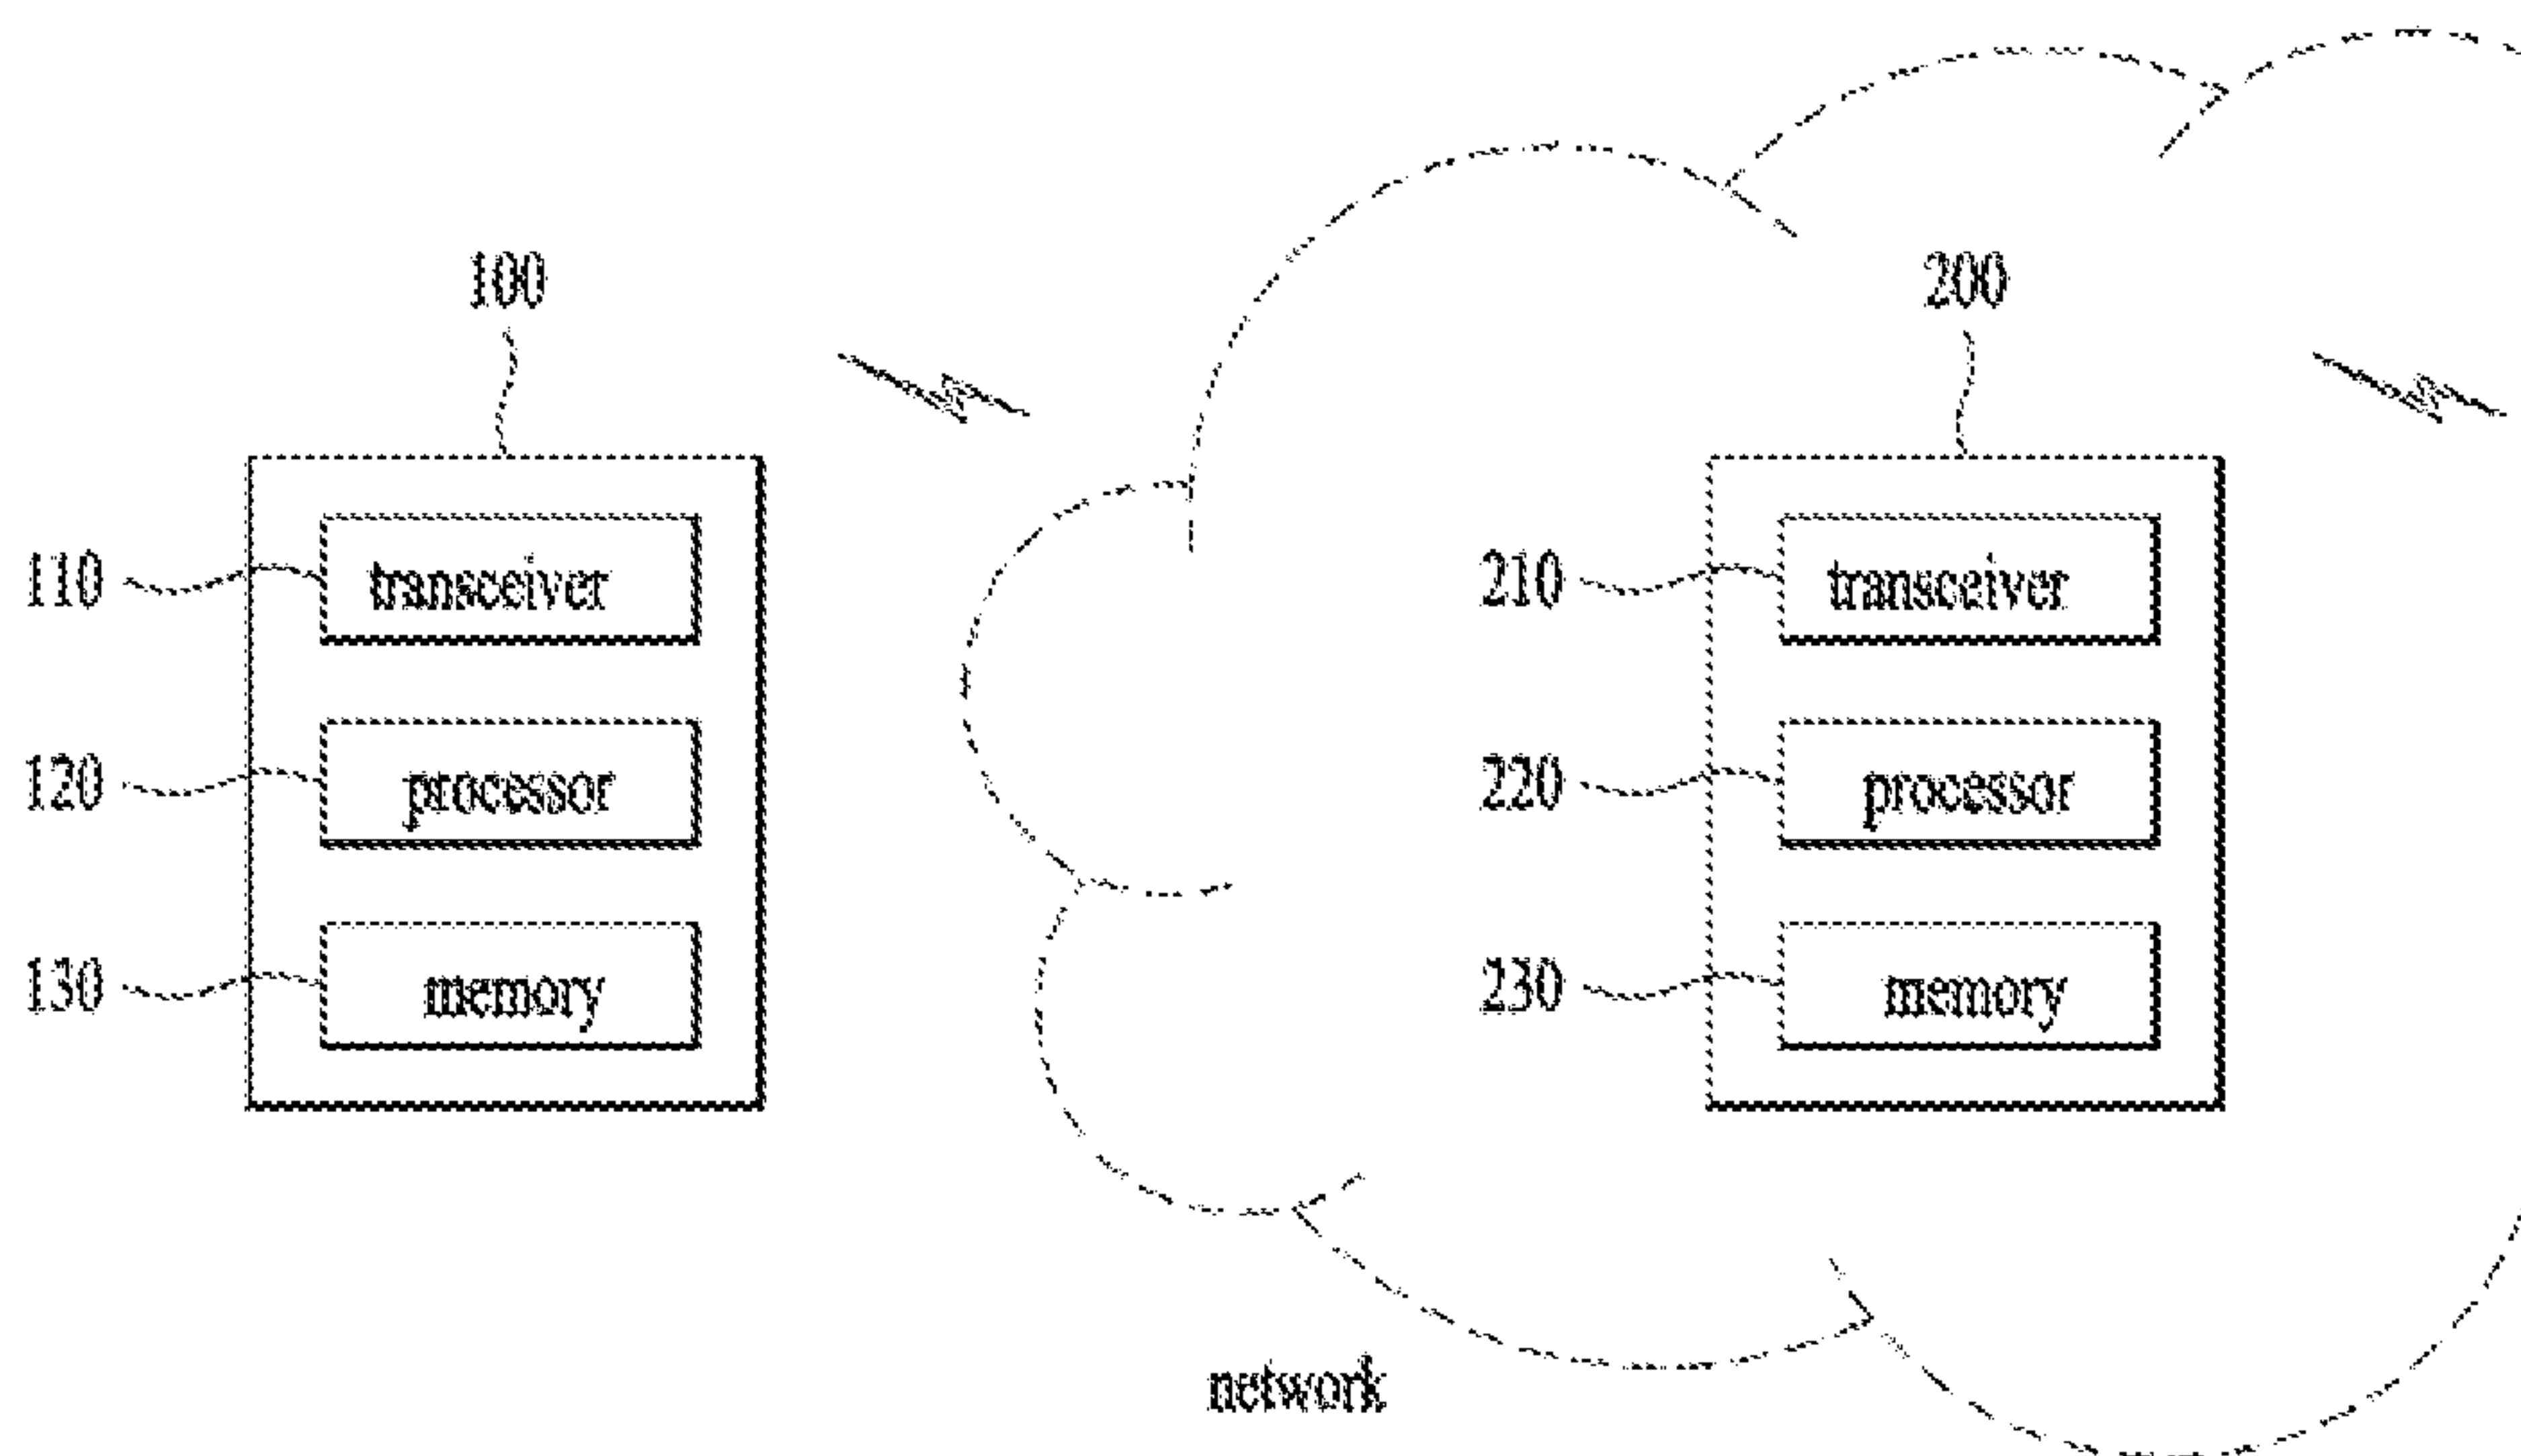 100
200
110 transceiver
210 transceiver
120 processor
220 processor
130 memory
230 memory
network